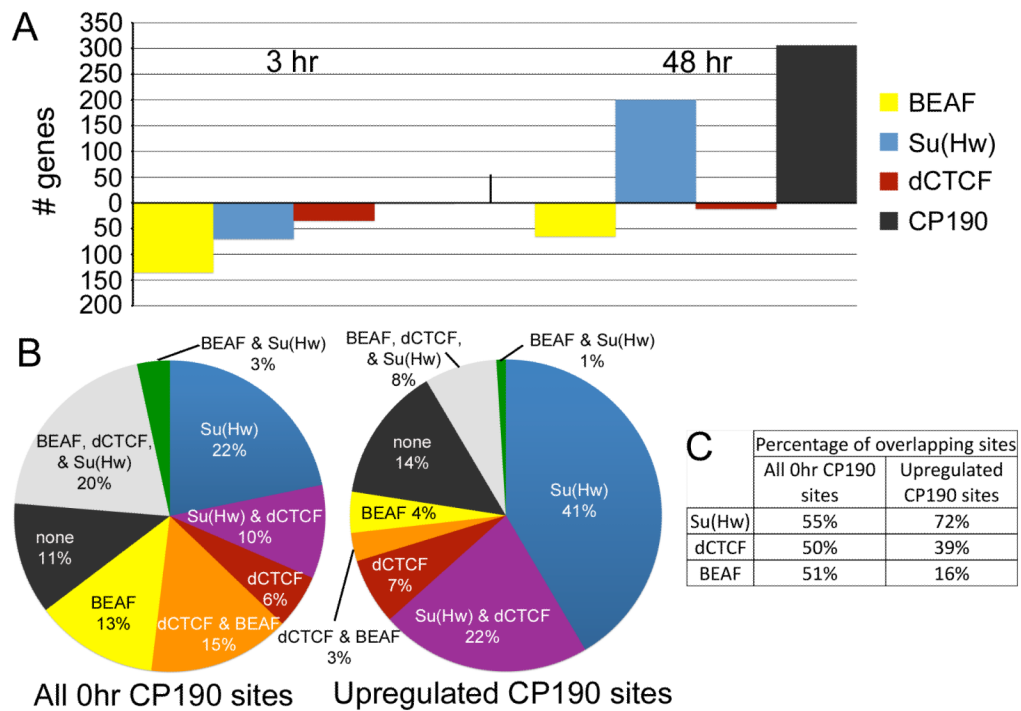 A
# genes
350
300
250
200
150
100
50
0
50
100
150
200
3 hr
48 hr
BEAF
Su(Hw)
dCTCF
CP190
B
BEAF & Su(Hw)
3%
Su(Hw)
22%
Su(Hw) & dCTCF
10%
dCTCF
6%
dCTCF & BEAF
15%
BEAF
13%
none
11%
BEAF, dCTCF,
& Su(Hw)
20%
All 0hr CP190 sites
BEAF & Su(Hw)
1%
Su(Hw)
41%
Su(Hw) & dCTCF
22%
dCTCF
7%
dCTCF & BEAF
3%
BEAF 4%
none
14%
BEAF, dCTCF,
& Su(Hw)
8%
Upregulated CP190 sites
C
Percentage of overlapping sites
All 0hr CP190 sites
Upregulated CP190 sites
Su(Hw) 55% 72%
dCTCF 50% 39%
BEAF 51% 16%